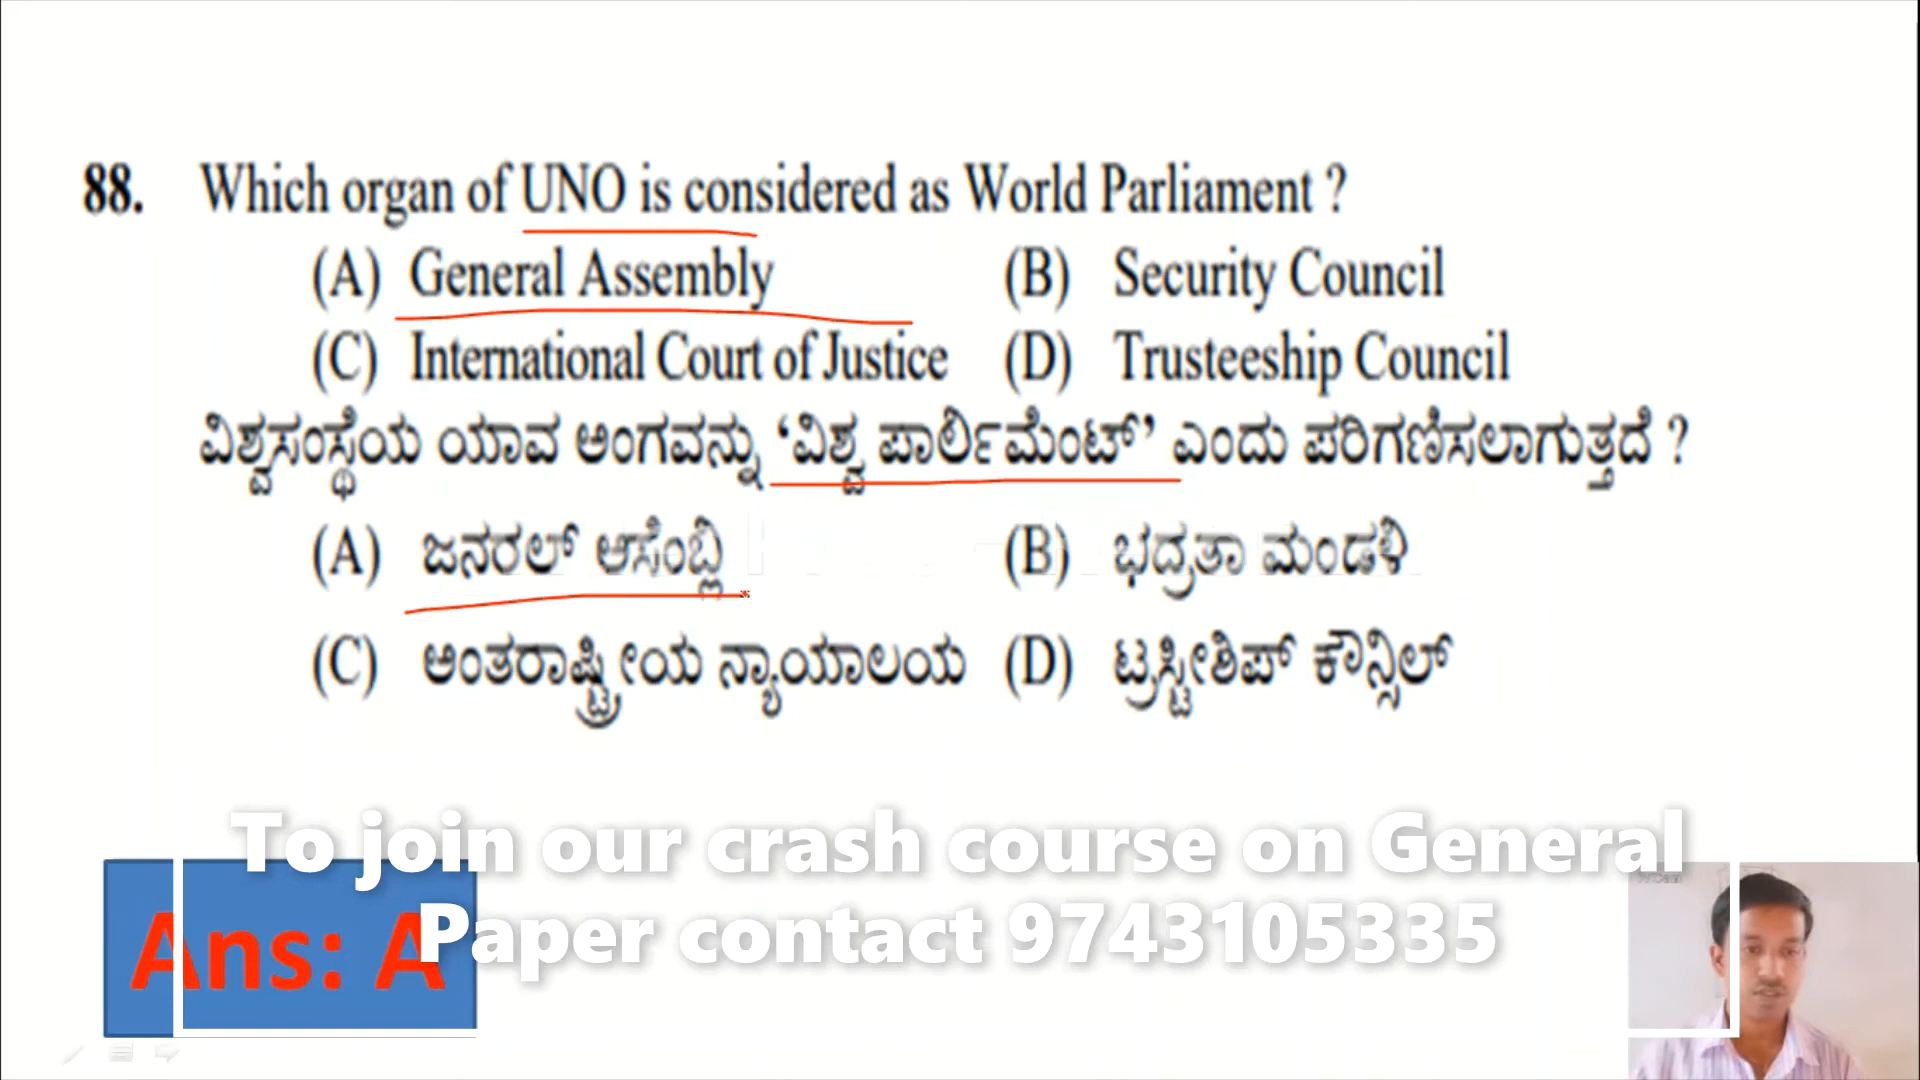 88. Which organ of UNO is considered as World Parliament ?
(A) General Assembly (B) Security Council
(C) International Court of Justice (D) Trusteeship Council
ವಿಶ್ವಸಂಸ್ಥೆಯ ಯಾವ ಅಂಗವನ್ನು ‘ವಿಶ್ವ ಪಾರ್ಲಿಮೆಂಟ್’ ಎಂದು ಪರಿಗಣಿಸಲಾಗುತ್ತದೆ ?
(A) ಜನರಲ್ ಆಸೆಂಬ್ಲಿ (B) ಭದ್ರತಾ ಮಂಡಳಿ
(C) ಅಂತರಾಷ್ಟ್ರೀಯ ನ್ಯಾಯಾಲಯ (D) ಟ್ರಸ್ಟೀಶಿಪ್ ಕೌನ್ಸಿಲ್
To join our crash course on General
Paper contact 9743105335
Ans: A